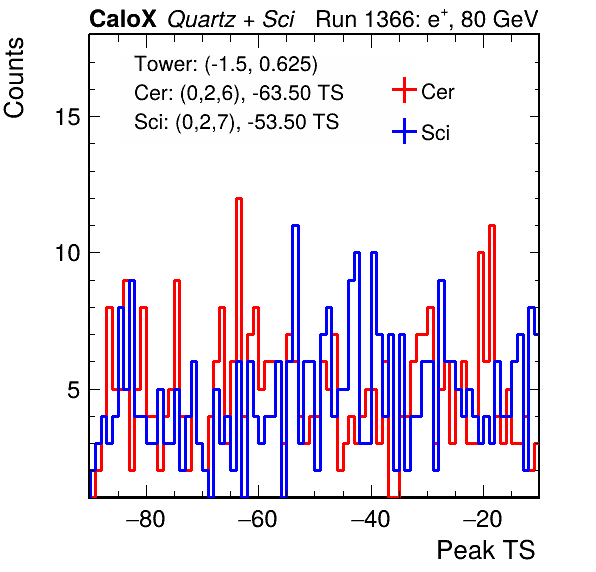 CaloX Quartz + Sci Run 1366: e+, 80 GeV
Counts
Tower: (-1.5, 0.625)
Cer: (0,2,6), -63.50 TS
Sci: (0,2,7), -53.50 TS
Cer
Sci
15
10
5
−80 −60 −40 −20
Peak TS